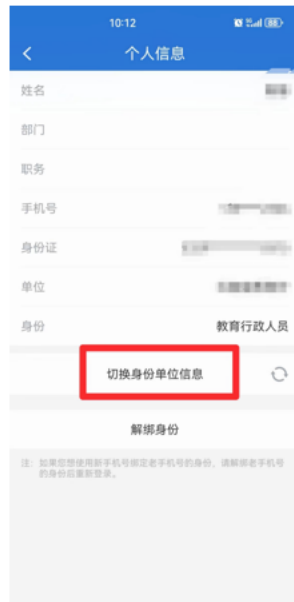 10:12
个人信息
姓名
部门
职务
手机号
身份证
单位
身份 教育行政人员
切换身份单位信息
解绑身份
注：如果您想使用新手机号绑定老手机号的身份，请解绑老手机号
的身份后重新登录。